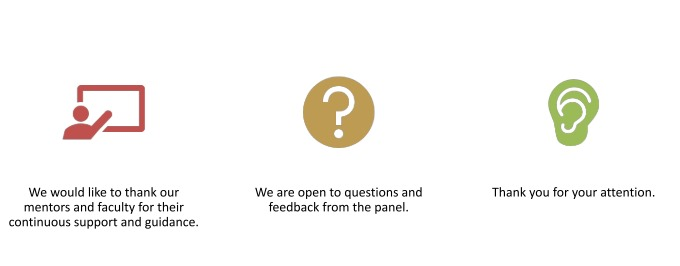 We would like to thank our
mentors and faculty for their
continuous support and guidance.
We are open to questions and
feedback from the panel.
Thank you for your attention.